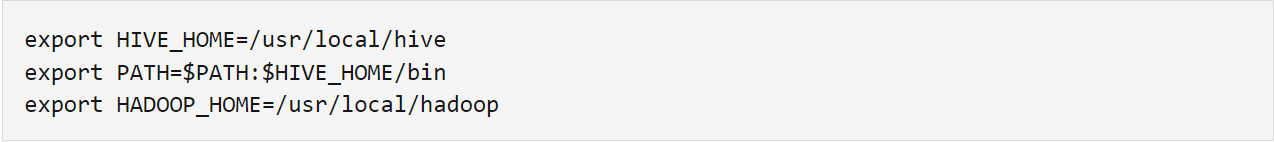 export HIVE_HOME=/usr/local/hive
export PATH=$PATH:$HIVE_HOME/bin
export HADOOP_HOME=/usr/local/hadoop